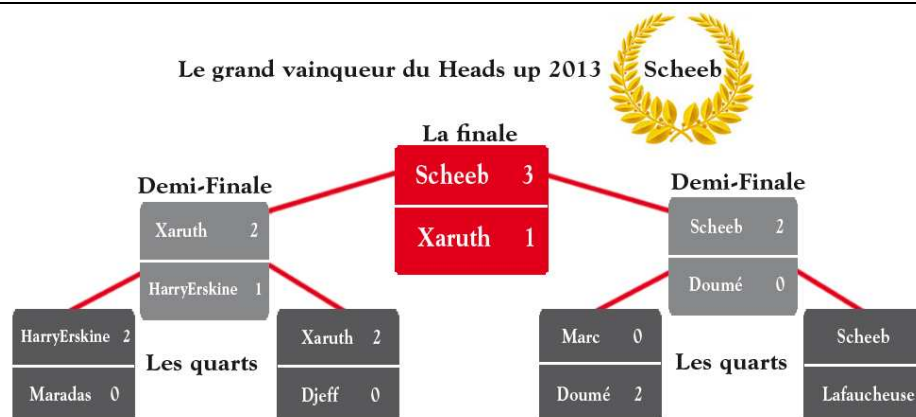 Le grand vainqueur du Heads up 2013 Scheeb
La finale
Scheeb 3
Xaruth 1
Demi-Finale
Xaruth 2
HarryErskine 1
Demi-Finale
Scheeb 2
Doumé 0
HarryErskine 2
Maradas 0
Les quarts
Xaruth 2
Djeff 0
Marc 0
Doumé 2
Les quarts
Scheeb
Lafaucheuse